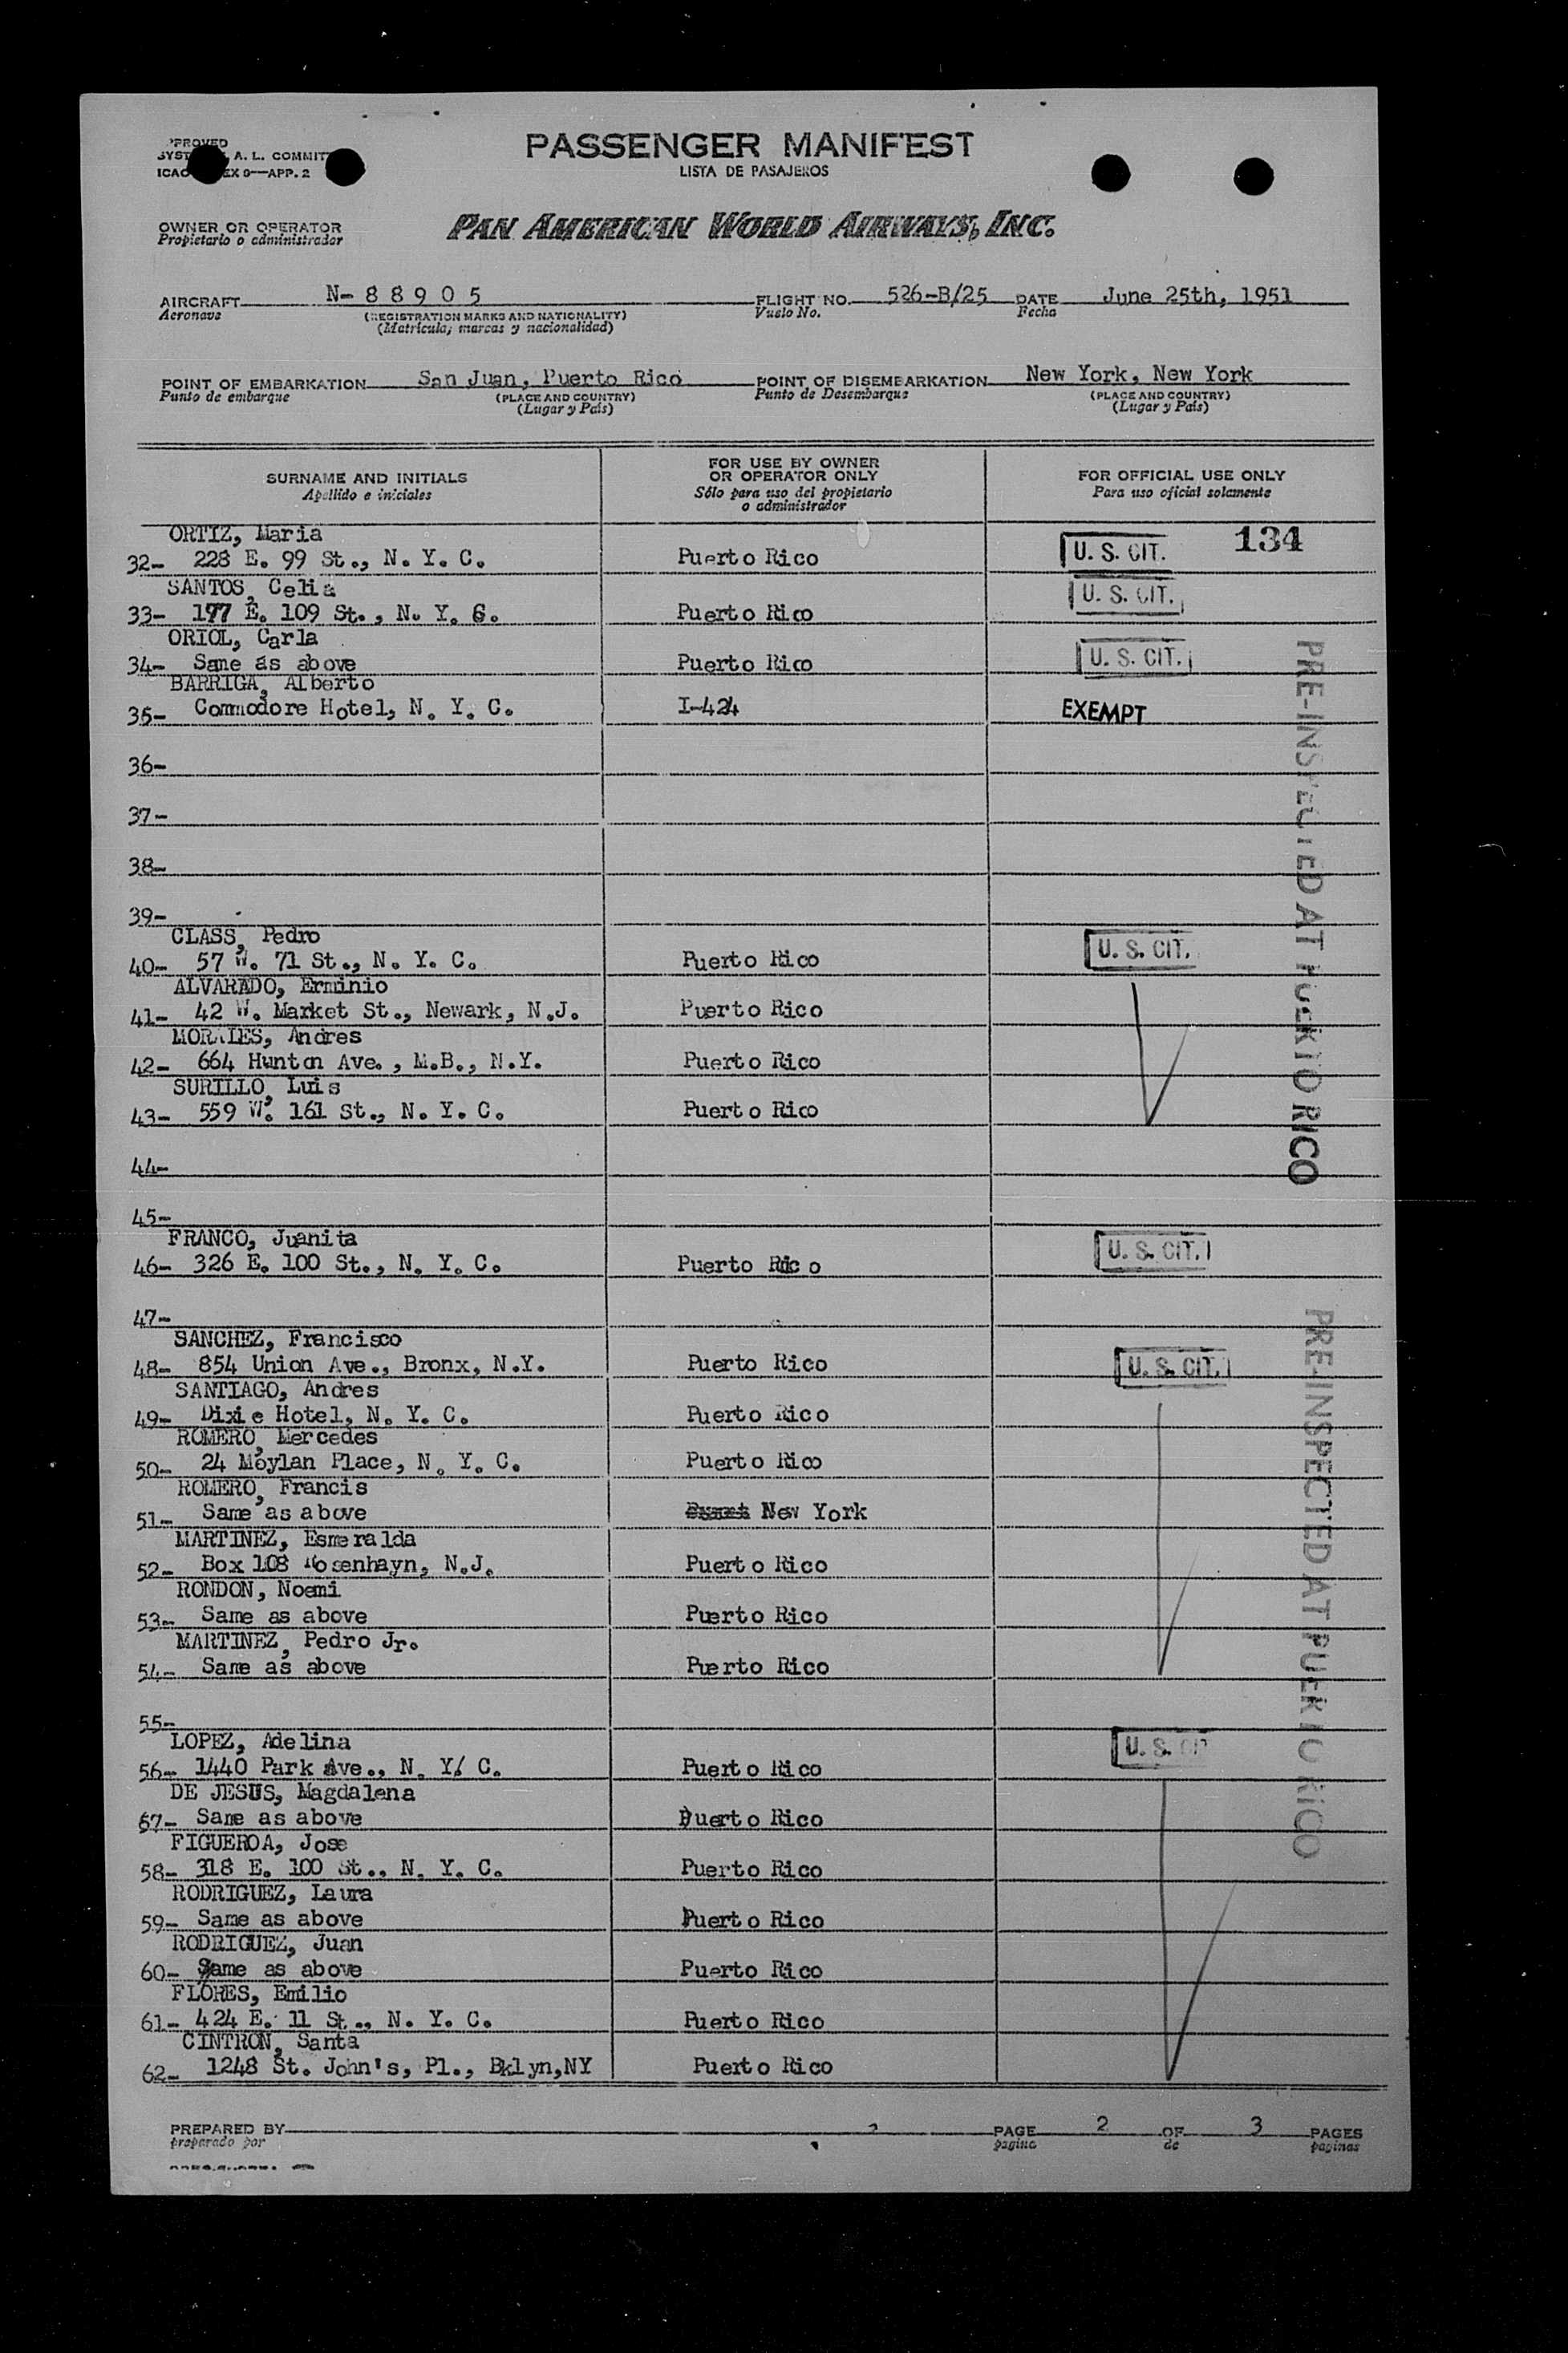 PASSENGER MANIFEST
LISTA DE PASAJEROS
A. L. COMMIT
ICAO EX 9—APP. 2
OWNER OR OPERATOR
Propietario o administrador
PAN AMERICAN WORLD AIRWAYS, INC.
AIRCRAFT N- 8 8 9 0 5 FLIGHT NO. 526-B/25 DATE June 25th, 1951
Aeronave (REGISTRATION MARKS AND NATIONALITY) Vuelo No. Fecha
(Matrícula, marcas y nacionalidad)
POINT OF EMBARKATION San Juan, Puerto Rico POINT OF DISEMBARKATION New York, New York
Punto de embarque (PLACE AND COUNTRY) Punto de Desembarque (PLACE AND COUNTRY)
(Lugar y País) (Lugar y País)
SURNAME AND INITIALS FOR USE BY OWNER OR OPERATOR ONLY FOR OFFICIAL USE ONLY
Apellido e iniciales Sólo para uso del propietario o administrador Para uso oficial solamente
ORTIZ, Maria
32- 228 E. 99 St., N. Y. C. Puerto Rico U. S. CIT. 134
SANTOS, Celia
33- 177 E. 109 St., N. Y. C. Puerto Rico U. S. CIT.
ORIOL, Carla
34- Same as above Puerto Rico U. S. CIT.
BARRIGA, Alberto
35- Commodore Hotel, N. Y. C. I-424 EXEMPT
36-
37-
38-
39-
CLASS, Pedro
40- 57 W. 71 St., N. Y. C. Puerto Rico U. S. CIT.
ALVARADO, Erminio
41- 42 W. Market St., Newark, N.J. Puerto Rico
MORALES, Andres
42- 664 Hunton Ave., M.B., N.Y. Puerto Rico
SURILLO, Luis
43- 559 W. 161 St., N. Y. C. Puerto Rico
44-
45-
FRANCO, Juanita
46- 326 E. 100 St., N. Y. C. Puerto Rico U. S. CIT.
47-
SANCHEZ, Francisco
48- 854 Union Ave., Bronx, N.Y. Puerto Rico U. S. CIT.
SANTIAGO, Andres
49- Dixie Hotel, N. Y. C. Puerto Rico
ROMERO, Mercedes
50- 24 Moylan Place, N. Y. C. Puerto Rico
ROMERO, Francis
51- Same as above New York
MARTINEZ, Esmeralda
52- Box 108 Rosenhayn, N.J. Puerto Rico
RONDON, Noemi
53- Same as above Puerto Rico
MARTINEZ, Pedro Jr.
54- Same as above Puerto Rico
55-
LOPEZ, Adelina
56- 1440 Park Ave., N. Y/ C. Puerto Rico U. S. CIT
DE JESUS, Magdalena
57- Same as above Puerto Rico
FIGUEROA, Jose
58- 318 E. 100 St., N. Y. C. Puerto Rico
RODRIGUEZ, Laura
59- Same as above Puerto Rico
RODRIGUEZ, Juan
60- Same as above Puerto Rico
FLORES, Emilio
61- 424 E. 11 St., N. Y. C. Puerto Rico
CINTRON, Santa
62- 1248 St. John's, Pl., Bklyn,NY Puerto Rico
PRE-INSPECTED AT PUERTO RICO
PRE-INSPECTED AT PUERTO RICO
PREPARED BY PAGE 2 OF 3 PAGES
preparado por pagina de paginas